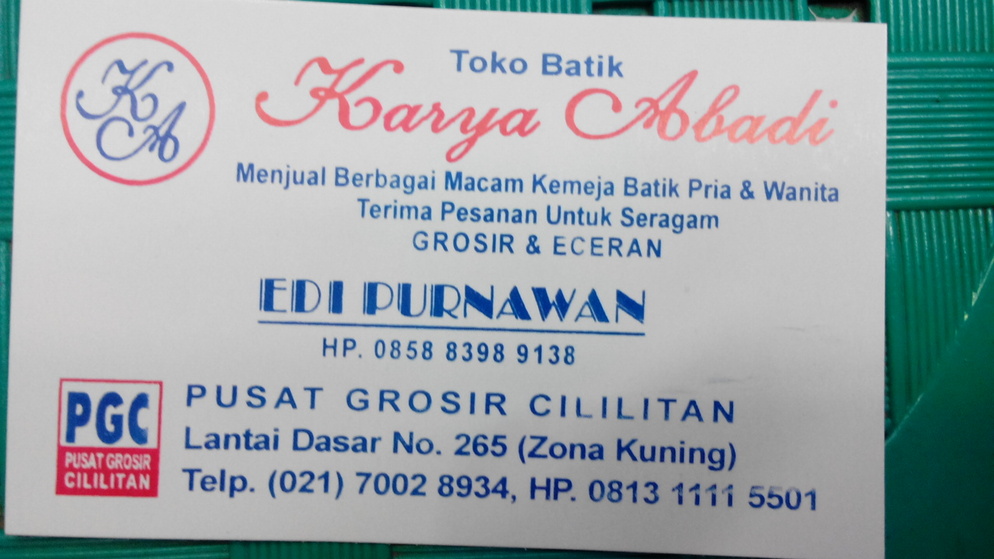 KA
Toko Batik
Karya Abadi
Menjual Berbagai Macam Kemeja Batik Pria & Wanita
Terima Pesanan Untuk Seragam
GROSIR & ECERAN
EDI PURNAWAN
HP. 0858 8398 9138
PGC
PUSAT GROSIR
CILILITAN
PUSAT GROSIR CILILITAN
Lantai Dasar No. 265 (Zona Kuning)
Telp. (021) 7002 8934, HP. 0813 1111 5501